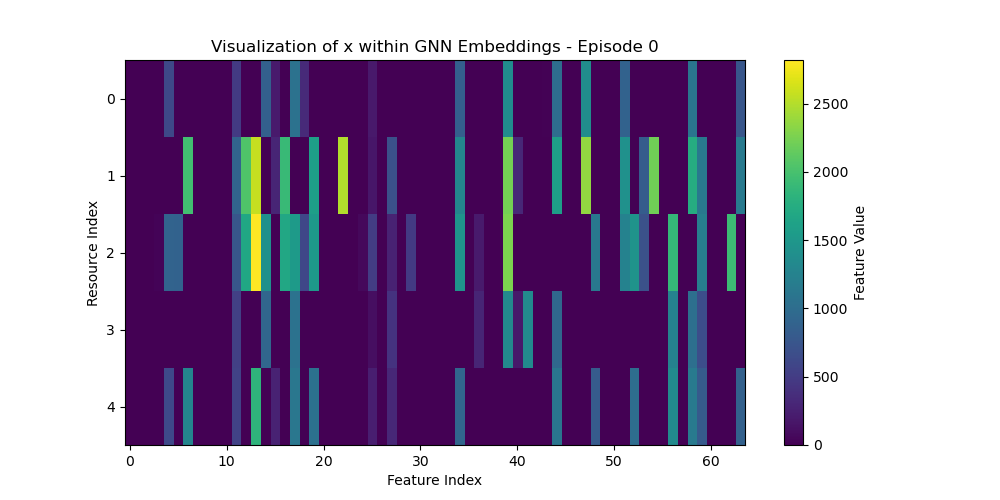 Visualization of x within GNN Embeddings - Episode 0
Resource Index
0
1
2
3
4
0 10 20 30 40 50 60
Feature Index
2500
2000
1500
1000
500
0
Feature Value